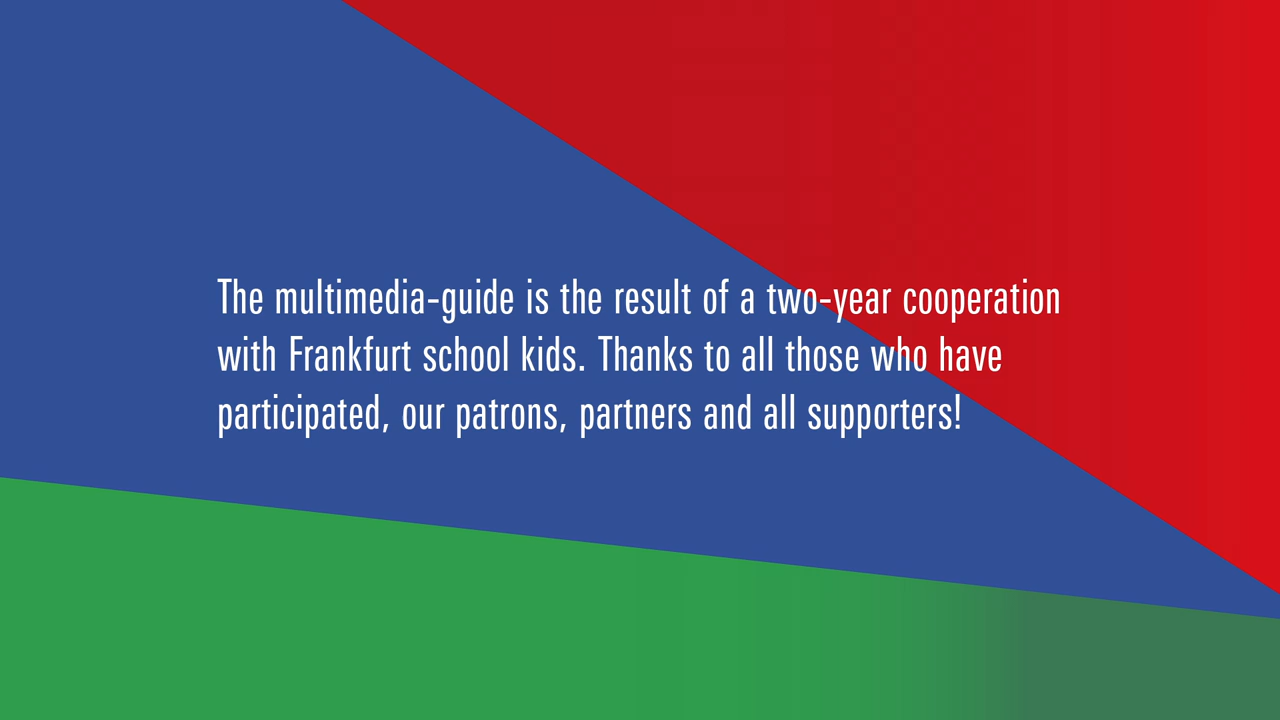 The multimedia-guide is the result of a two-year cooperation
with Frankfurt school kids. Thanks to all those who have
participated, our patrons, partners and all supporters!